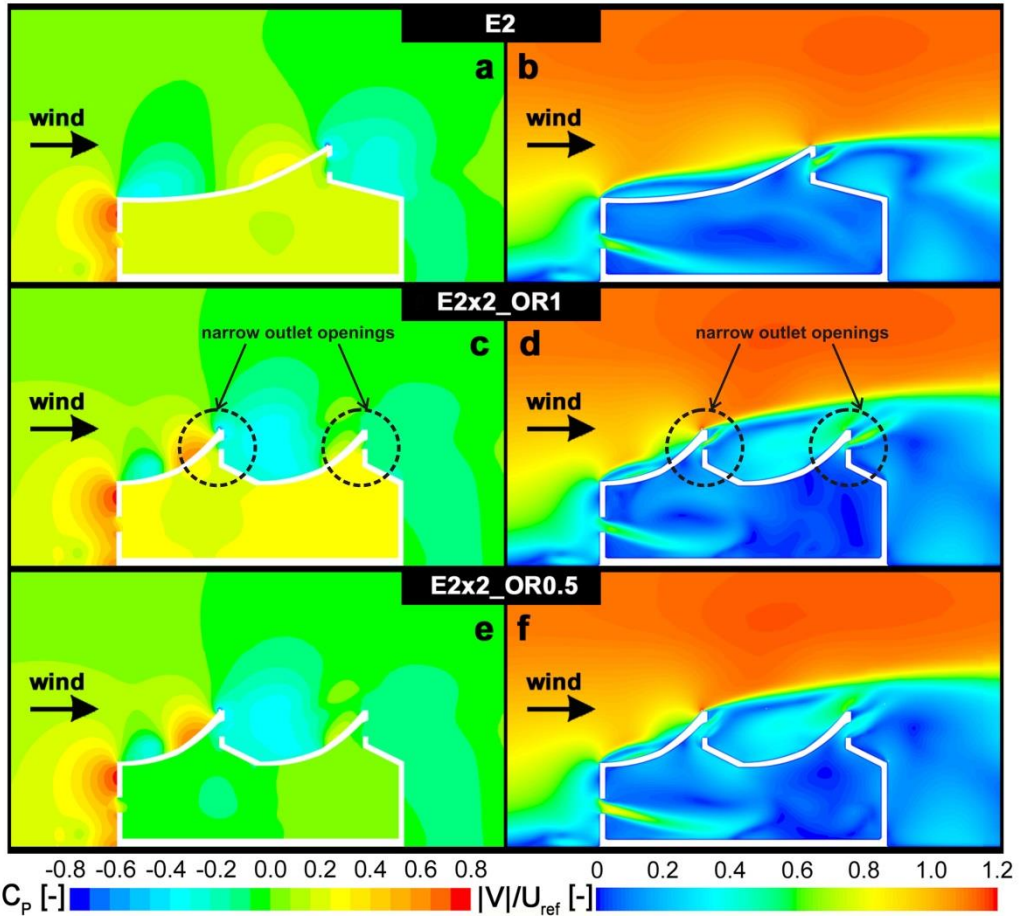 E2
a b
wind wind
E2x2_OR1
narrow outlet openings narrow outlet openings
c d
wind wind
E2x2_OR0.5
e f
wind wind
-0.8 -0.6 -0.4 -0.2 0.0 0.2 0.4 0.6 0.8 0 0.2 0.4 0.6 0.8 1.0 1.2
CP [-] |V|/Uref [-]